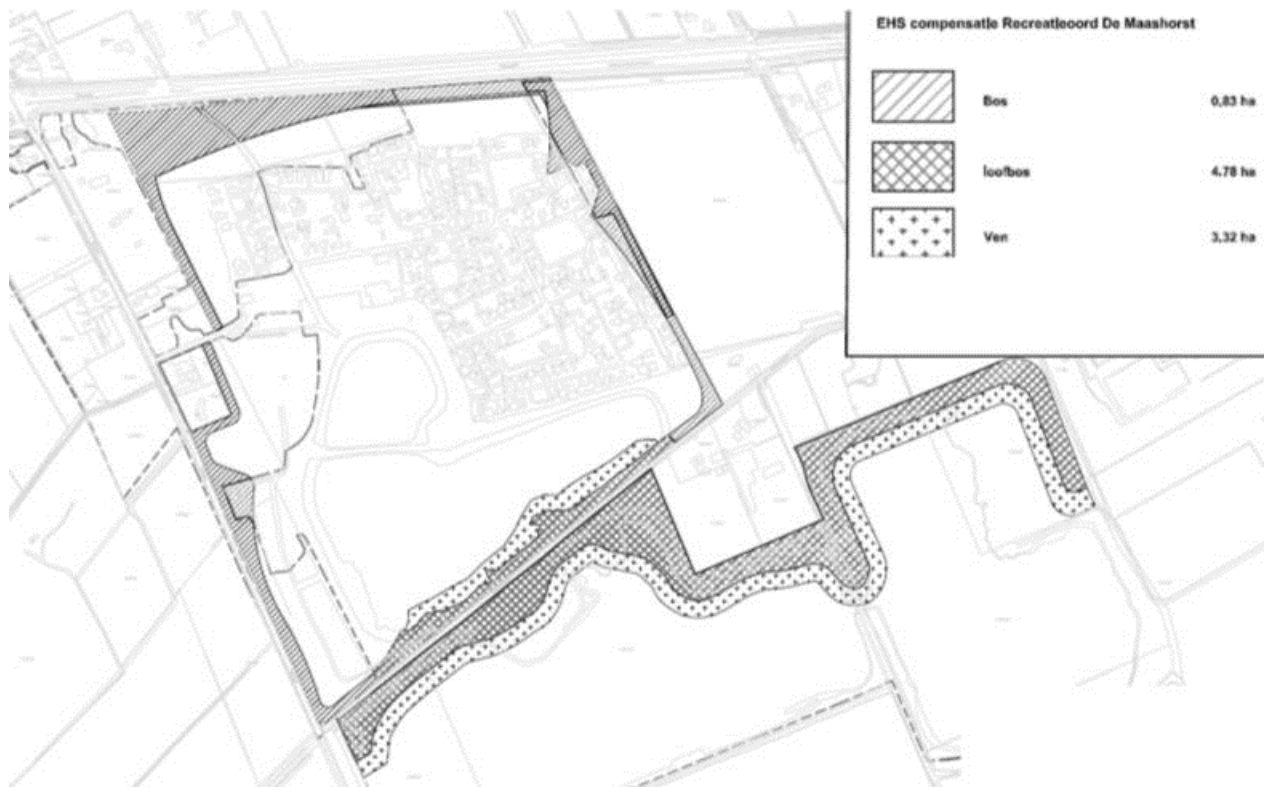 EHS compensatie Recreatieoord De Maashorst
Bos 0,83 ha
loofbos 4.78 ha
Ven 3,32 ha